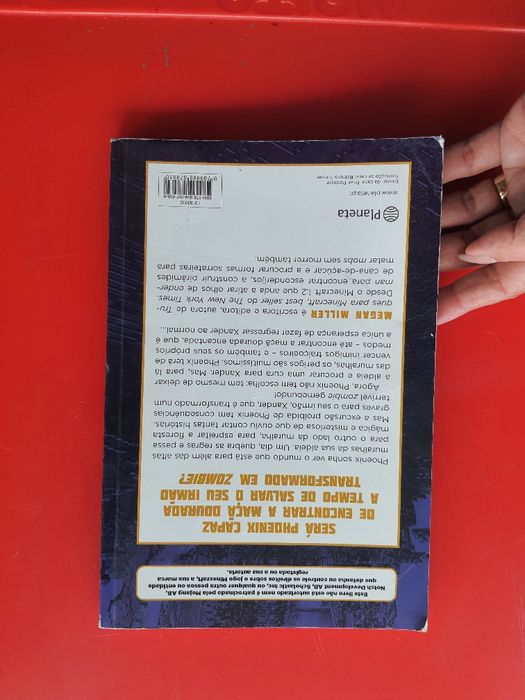 Este livro não está autorizado nem é patrocinado pela Mojang AB,
Notch Development AB, Scholastic Inc, ou qualquer outra pessoa ou entidade
que detenha ou controle os direitos sobre o jogo Minecraft, a sua marca
registada ou a sua autoria.
SERÁ PHOENIX CAPAZ
DE ENCONTRAR A MAÇÃ DOURADA
A TEMPO DE SALVAR O SEU IRMÃO
TRANSFORMADO EM ZOMBIE?
Phoenix sonha ver o mundo que está para além das altas
muralhas da sua aldeia. Um dia, quebra as regras e passa
para o outro lado da muralha, para espreitar a floresta
mágica e misteriosa de que ouviu contar tantas histórias.
Mas a excursão proibida de Phoenix tem consequências
graves para o seu irmão, Xander, que é transformado num
terrível zombie gemebundo!
Agora, Phoenix não tem escolha: tem mesmo de deixar
a aldeia e procurar uma cura para Xander. Mas, para lá
das muralhas, os perigos são muitíssimos. Phoenix terá de
vencer inimigos traiçoeiros – e também os seus próprios
medos – até encontrar a maçã dourada encantada, que é
a única esperança de fazer regressar Xander ao normal...
MEGAN MILLER é escritora e editora, autora de Tru-
ques para Minecraft, best seller do The New York Times.
Desde o Minecraft 1.2 que anda a atirar olhos de ender-
man para encontrar esconderijos, a construir pirâmides
de cana-de-açúcar e a procurar formas sorrateiras para
matar mobs sem morrer também.
Planeta
www.planeta.pt
Design da capa: Brian Peterson